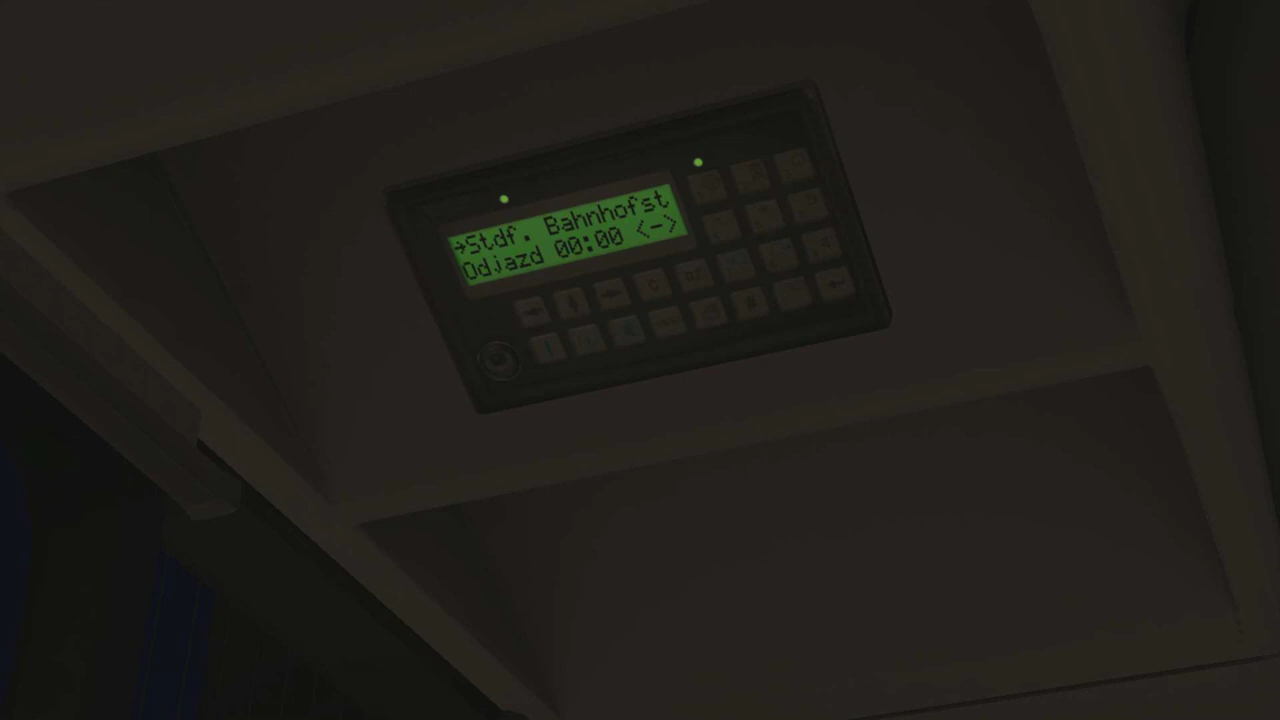 →Stdf. Bahnhofst
Odjazd 00:00 <->
C